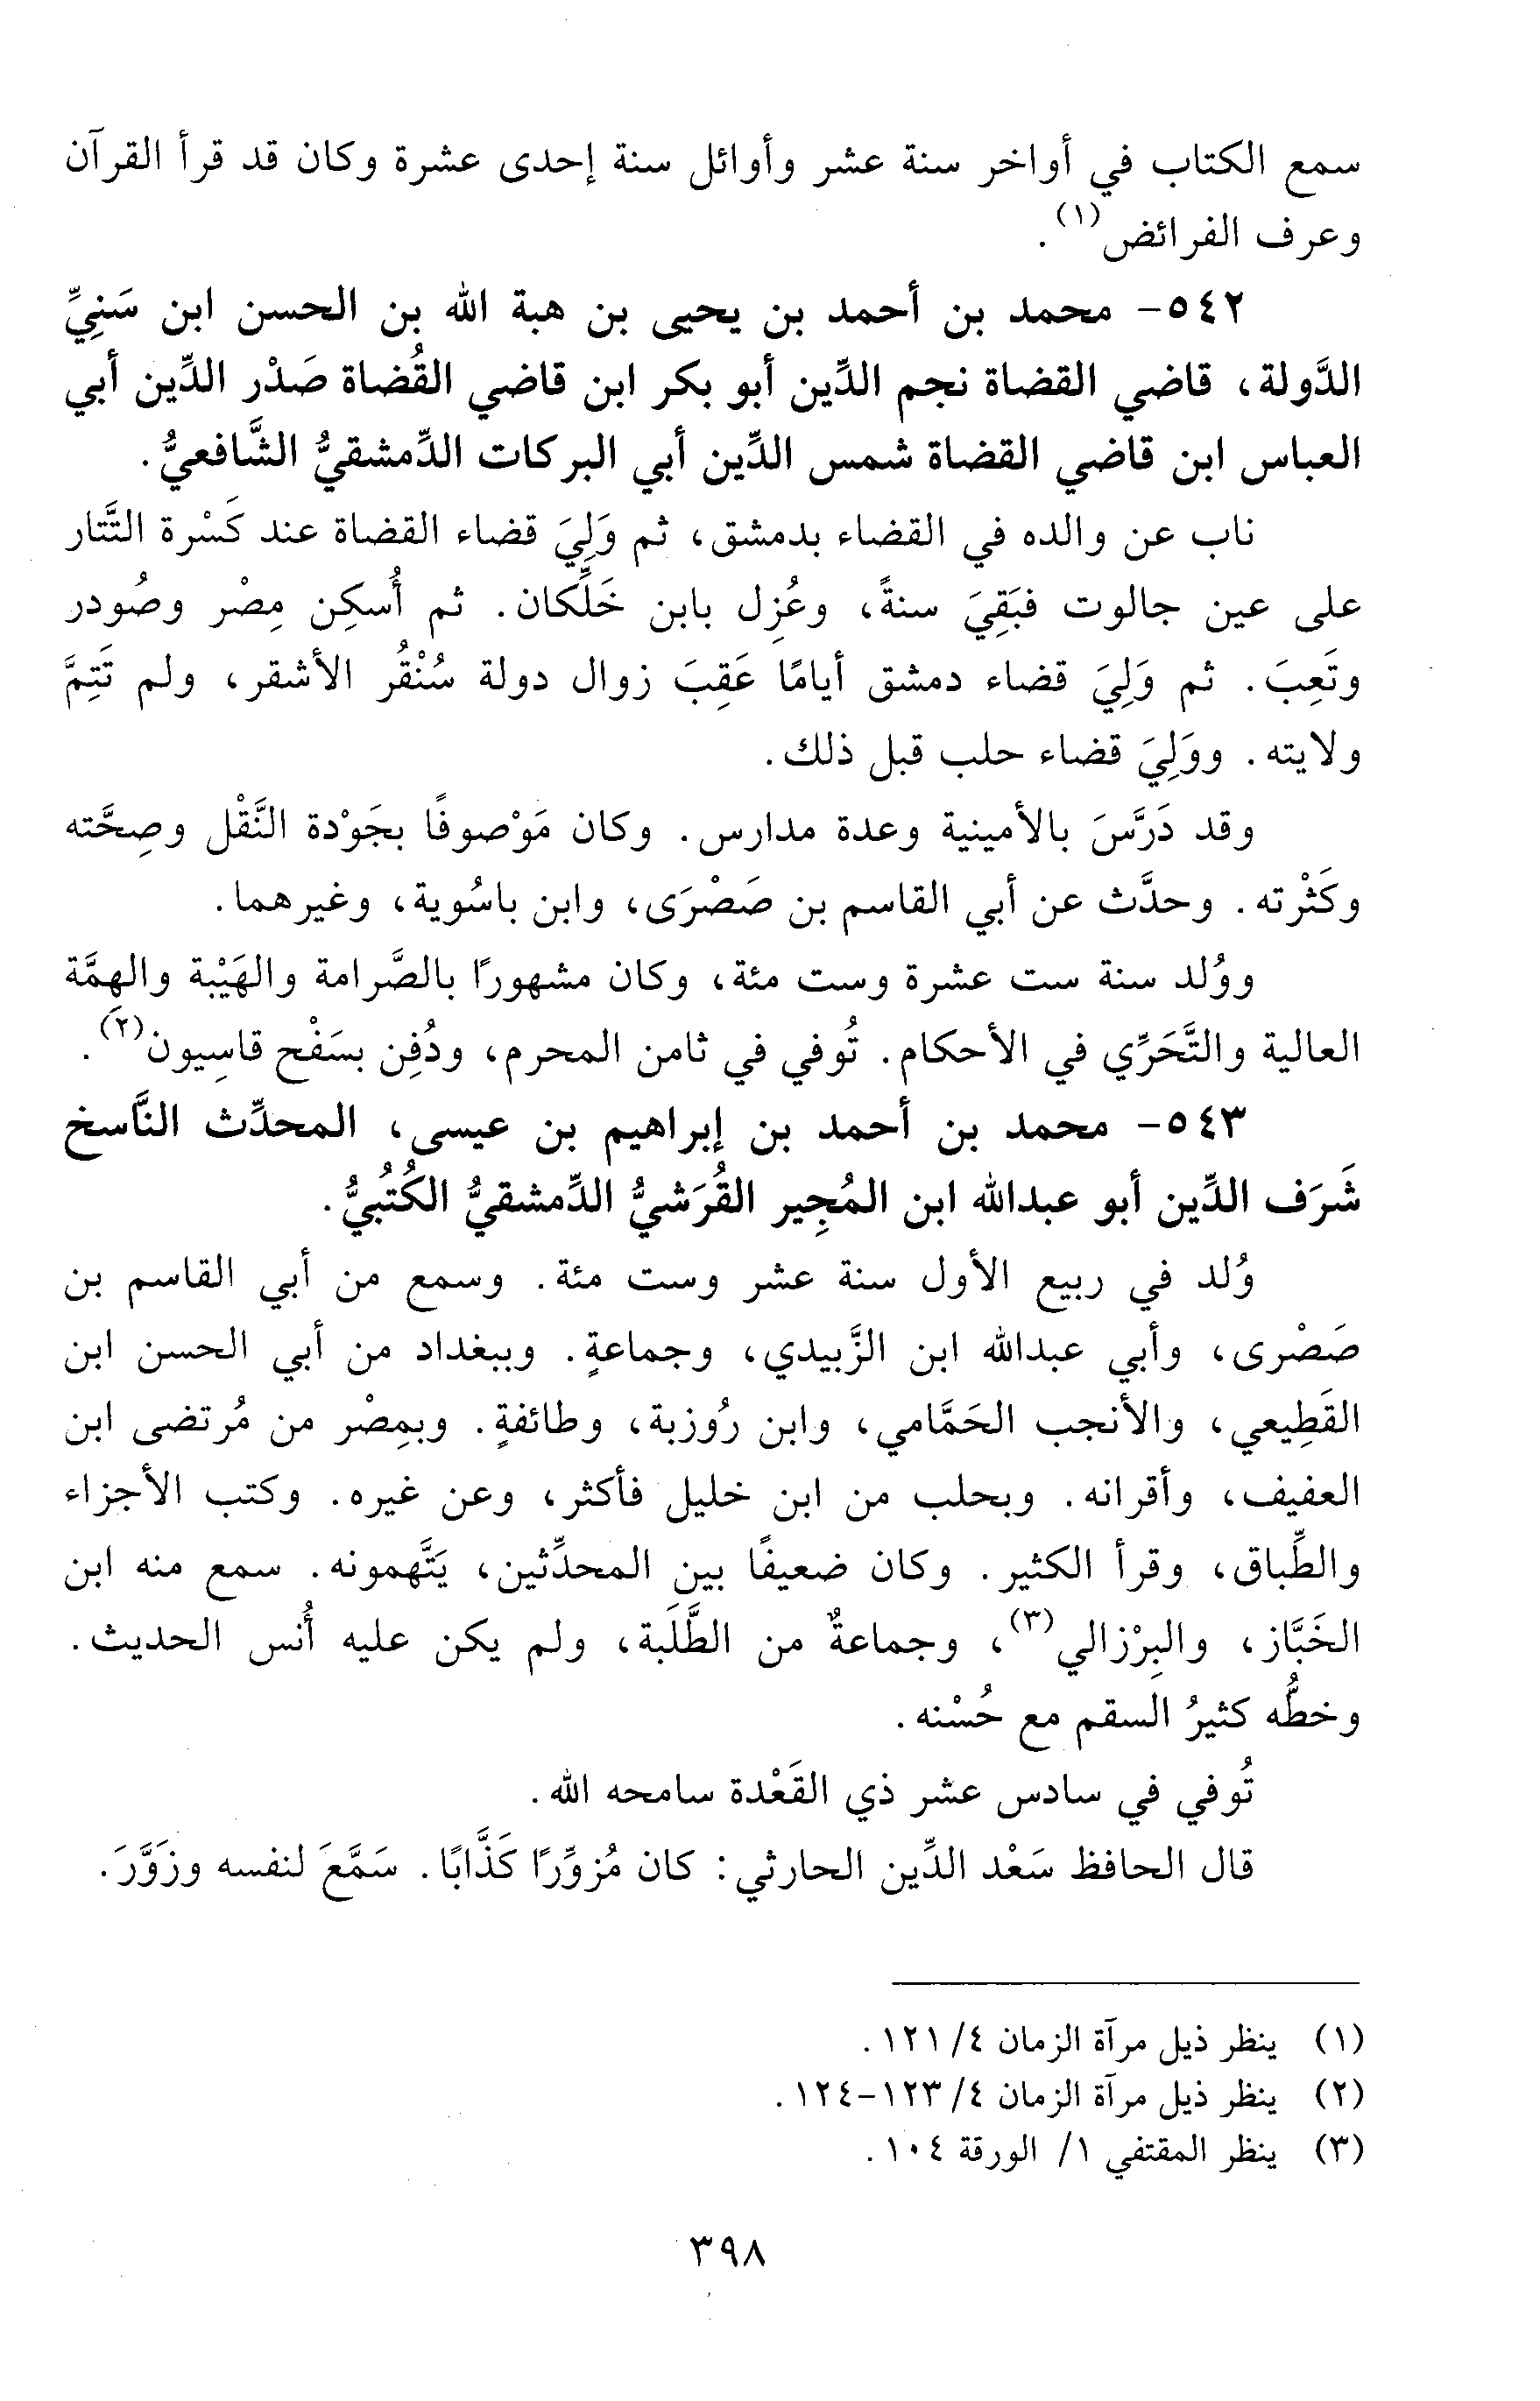 سمع الكتاب في أواخر سنة عشر وأوائل سنة إحدى عشرة وكان قد قرأ القرآن
وعرف الفرائض(١).
٥٤٢- محمد بن أحمد بن يحيى بن هبة الله بن الحسن ابن سَنِيِّ
الدَّولة، قاضي القضاة نجم الدِّين أبو بكر ابن قاضي القُضاة صَدْر الدِّين أبي
العباس ابن قاضي القضاة شمس الدِّين أبي البركات الدِّمشقيُّ الشَّافعيُّ.
ناب عن والده في القضاء بدمشق، ثم وَلِيَ قضاء القضاة عند كَسْرة التَّتار
على عين جالوت فبَقِيَ سنةً، وعُزِل بابن خَلِّكان. ثم أُسكِن مِصْر وصُودر
وتَعِبَ. ثم وَلِيَ قضاء دمشق أيامًا عَقِبَ زوال دولة سُنْقُر الأشقر، ولم تَتِمَّ
ولايته. ووَلِيَ قضاء حلب قبل ذلك.
وقد دَرَّسَ بالأمينية وعدة مدارس. وكان مَوْصوفًا بجَوْدة النَّقْل وصِحَّته
وكَثْرته. وحدَّث عن أبي القاسم بن صَصْرَى، وابن باسُوية، وغيرهما.
ووُلد سنة ست عشرة وست مئة، وكان مشهورًا بالصَّرامة والهَيْبة والهِمَّة
العالية والتَّحَرِّي في الأحكام. تُوفي في ثامن المحرم، ودُفِن بسَفْح قاسِيون(٢).
٥٤٣- محمد بن أحمد بن إبراهيم بن عيسى، المحدِّث النَّاسخ
شَرَف الدِّين أبو عبدالله ابن المُجِير القُرَشيُّ الدِّمشقيُّ الكُتُبيُّ.
وُلد في ربيع الأول سنة عشر وست مئة. وسمع من أبي القاسم بن
صَصْرى، وأبي عبدالله ابن الزَّبيدي، وجماعةٍ. وببغداد من أبي الحسن ابن
القَطِيعي، والأنجب الحَمَّامي، وابن رُوزبة، وطائفةٍ. وبمِصْر من مُرتضى ابن
العفيف، وأقرانه. وبحلب من ابن خليل فأكثر، وعن غيره. وكتب الأجزاء
والطِّباق، وقرأ الكثير. وكان ضعيفًا بين المحدِّثين، يَتَّهمونه. سمع منه ابن
الخَبَّاز، والبِرْزالي(٣)، وجماعةٌ من الطَّلَبة، ولم يكن عليه أُنس الحديث.
وخطُّه كثيرُ السقم مع حُسْنه.
تُوفي في سادس عشر ذي القَعْدة سامحه الله.
قال الحافظ سَعْد الدِّين الحارثي: كان مُزوِّرًا كَذَّابًا. سَمَّعَ لنفسه وزَوَّرَ.
(١) ينظر ذيل مرآة الزمان ٤/ ١٢١.
(٢) ينظر ذيل مرآة الزمان ٤/ ١٢٣-١٢٤.
(٣) ينظر المقتفي ١/ الورقة ١٠٤.
٣٩٨